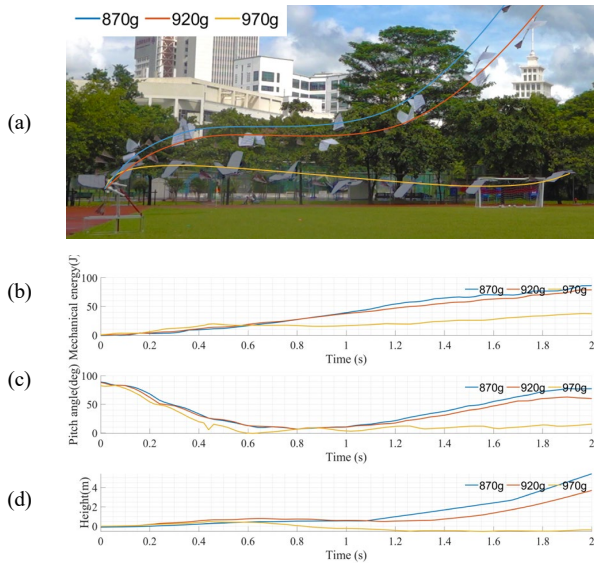 870g 920g 970g
(a)
(b)
Mechanical energy(J)
100
50
0
870g 920g 970g
0 0.2 0.4 0.6 0.8 1 1.2 1.4 1.6 1.8 2
Time (s)
(c)
Pitch angle(deg)
100
50
0
870g 920g 970g
0 0.2 0.4 0.6 0.8 1 1.2 1.4 1.6 1.8 2
Time (s)
(d)
Height(m)
4
2
0
870g 920g 970g
0 0.2 0.4 0.6 0.8 1 1.2 1.4 1.6 1.8 2
Time (s)